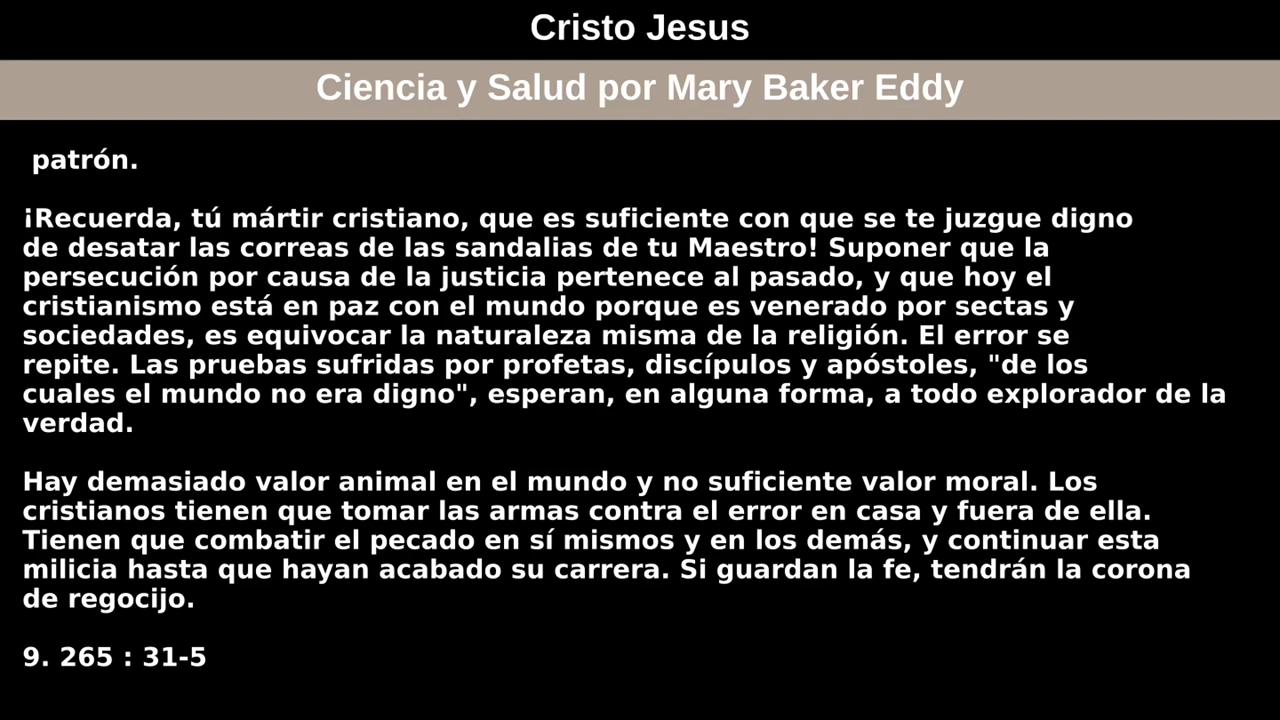 Cristo Jesus
Ciencia y Salud por Mary Baker Eddy
patrón.
¡Recuerda, tú mártir cristiano, que es suficiente con que se te juzgue digno
de desatar las correas de las sandalias de tu Maestro! Suponer que la
persecución por causa de la justicia pertenece al pasado, y que hoy el
cristianismo está en paz con el mundo porque es venerado por sectas y
sociedades, es equivocar la naturaleza misma de la religión. El error se
repite. Las pruebas sufridas por profetas, discípulos y apóstoles, "de los
cuales el mundo no era digno", esperan, en alguna forma, a todo explorador de la
verdad.
Hay demasiado valor animal en el mundo y no suficiente valor moral. Los
cristianos tienen que tomar las armas contra el error en casa y fuera de ella.
Tienen que combatir el pecado en sí mismos y en los demás, y continuar esta
milicia hasta que hayan acabado su carrera. Si guardan la fe, tendrán la corona
de regocijo.
9. 265 : 31-5